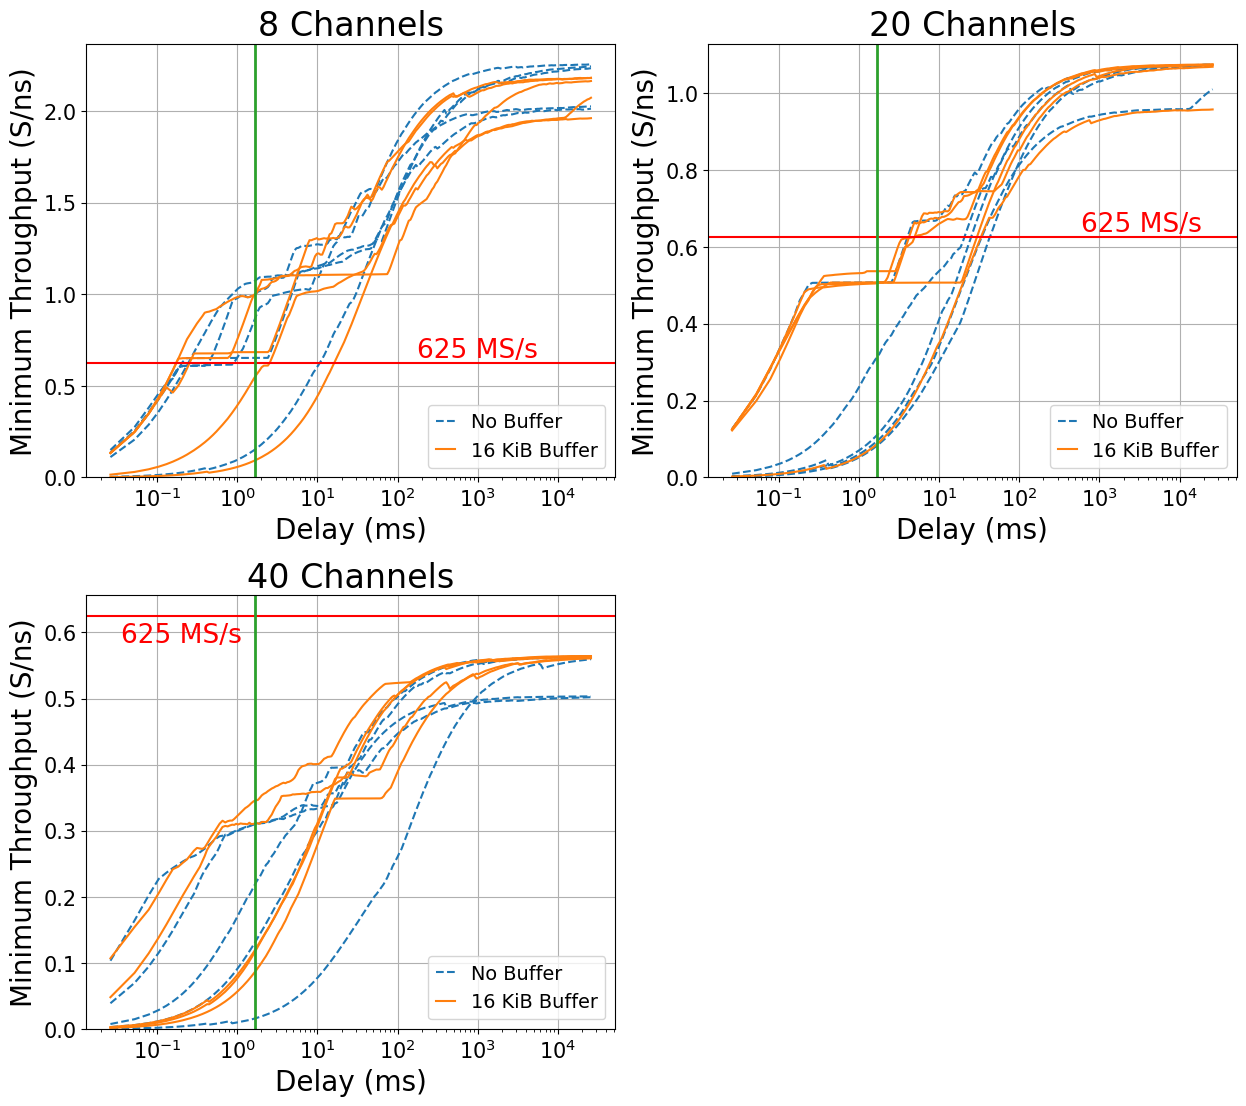 8 Channels
Minimum Throughput (S/ns)
2.0
1.5
1.0
0.5
0.0
625 MS/s
No Buffer
16 KiB Buffer
10⁻¹ 10⁰ 10¹ 10² 10³ 10⁴
Delay (ms)
20 Channels
Minimum Throughput (S/ns)
1.0
0.8
0.6
0.4
0.2
0.0
625 MS/s
No Buffer
16 KiB Buffer
10⁻¹ 10⁰ 10¹ 10² 10³ 10⁴
Delay (ms)
40 Channels
Minimum Throughput (S/ns)
0.6
0.5
0.4
0.3
0.2
0.1
0.0
625 MS/s
No Buffer
16 KiB Buffer
10⁻¹ 10⁰ 10¹ 10² 10³ 10⁴
Delay (ms)